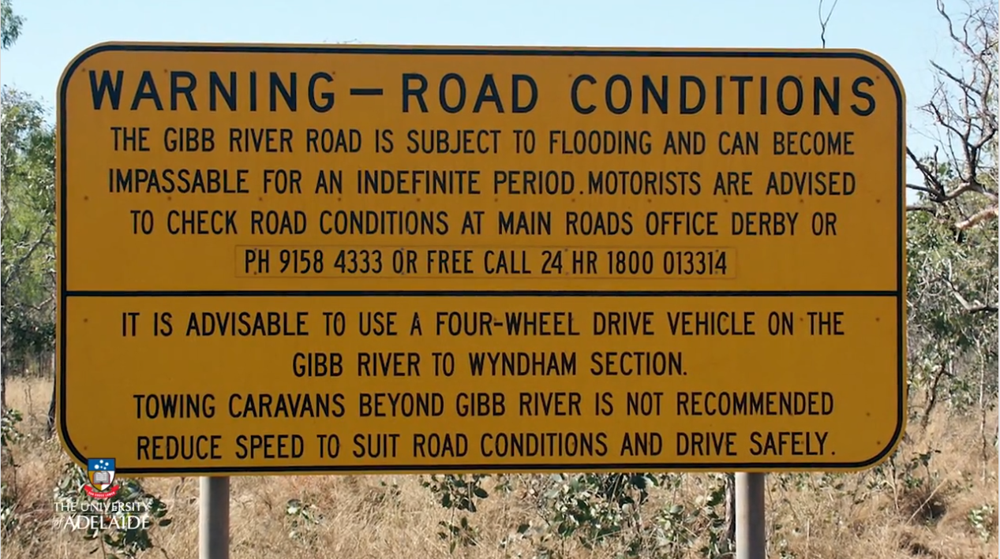 WARNING — ROAD CONDITIONS
THE GIBB RIVER ROAD IS SUBJECT TO FLOODING AND CAN BECOME
IMPASSABLE FOR AN INDEFINITE PERIOD. MOTORISTS ARE ADVISED
TO CHECK ROAD CONDITIONS AT MAIN ROADS OFFICE DERBY OR
PH 9158 4333 OR FREE CALL 24 HR 1800 013314
IT IS ADVISABLE TO USE A FOUR-WHEEL DRIVE VEHICLE ON THE
GIBB RIVER TO WYNDHAM SECTION.
TOWING CARAVANS BEYOND GIBB RIVER IS NOT RECOMMENDED
REDUCE SPEED TO SUIT ROAD CONDITIONS AND DRIVE SAFELY.
THE UNIVERSITY
of ADELAIDE